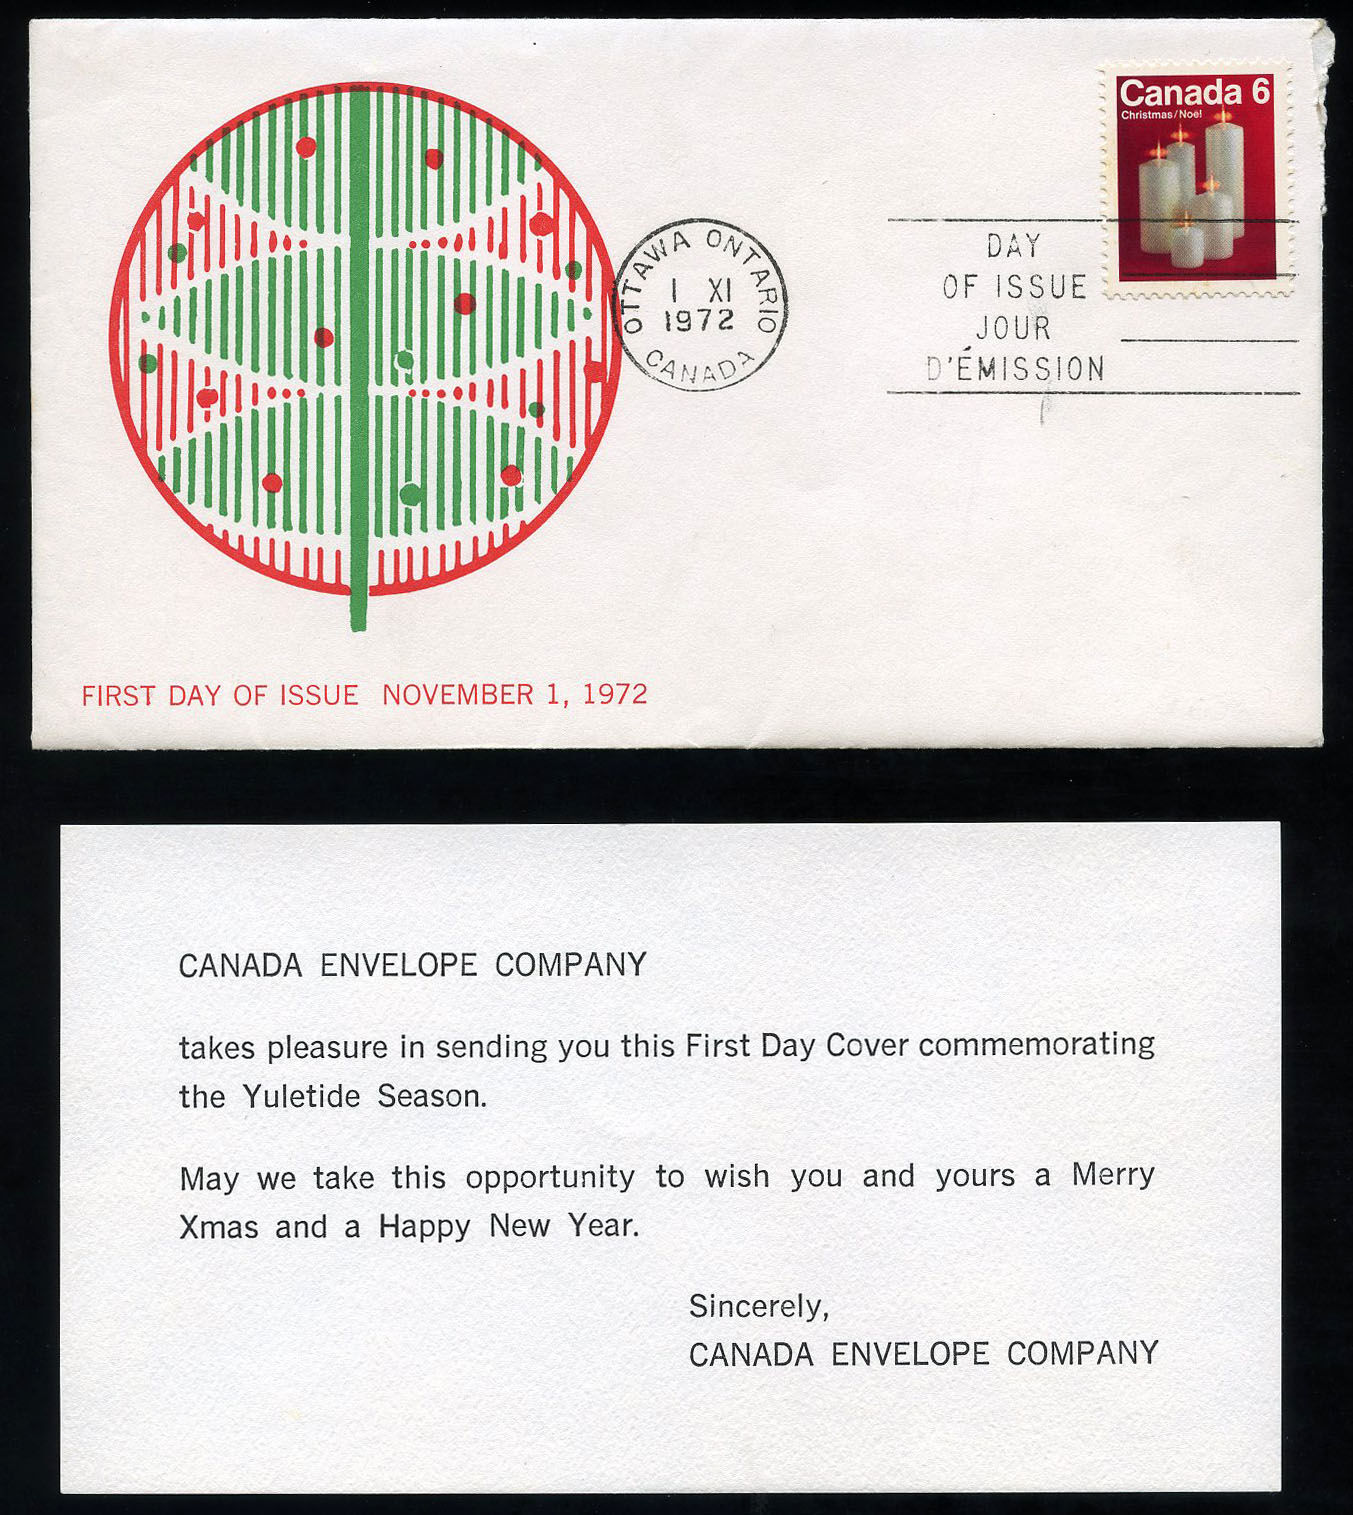 Canada 6
Christmas/Noël
OTTAWA ONTARIO
1 XI
1972
CANADA
DAY
OF ISSUE
JOUR
D'ÉMISSION
FIRST DAY OF ISSUE NOVEMBER 1, 1972
CANADA ENVELOPE COMPANY
takes pleasure in sending you this First Day Cover commemorating
the Yuletide Season.
May we take this opportunity to wish you and yours a Merry
Xmas and a Happy New Year.
Sincerely,
CANADA ENVELOPE COMPANY